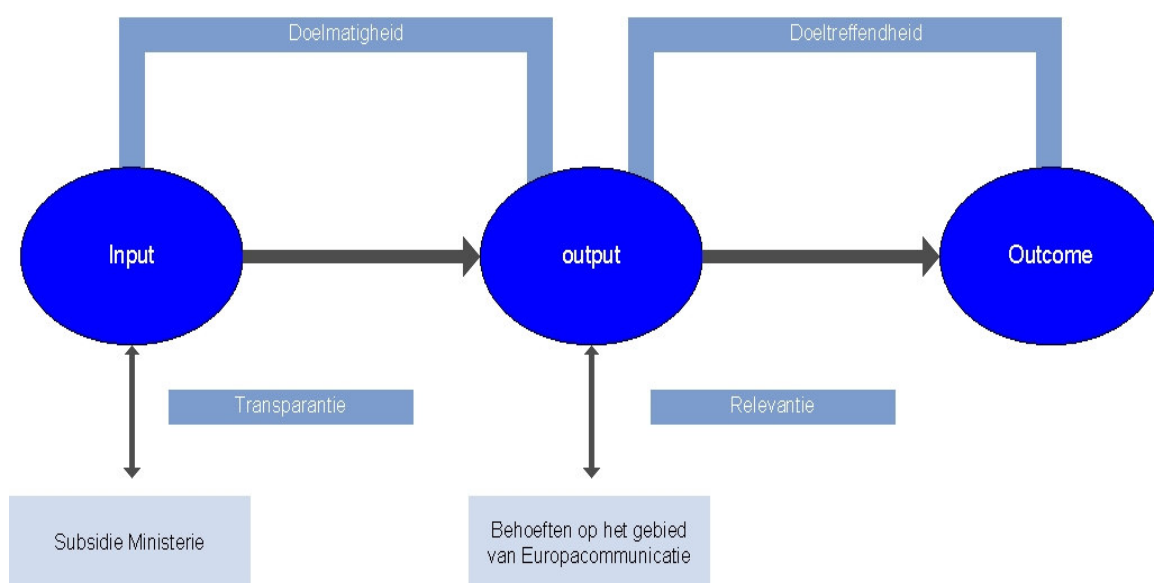 Doelmatigheid
Doeltreffendheid
Input
output
Outcome
Transparantie
Relevantie
Subsidie Ministerie
Behoeften op het gebied
van Europacommunicatie